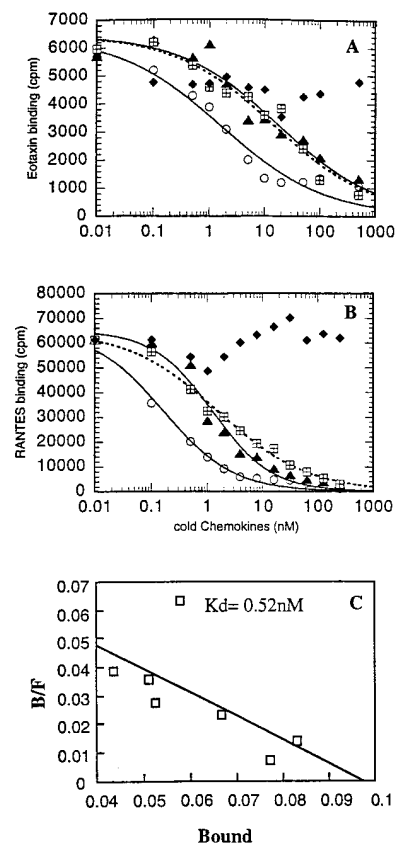 A
Eotaxin binding (cpm)
7000
6000
5000
4000
3000
2000
1000
0
0.01 0.1 1 10 100 1000
B
RANTES binding (cpm)
80000
70000
60000
50000
40000
30000
20000
10000
0
0.01 0.1 1 10 100 1000
cold Chemokines (nM)
C
Kd= 0.52nM
B/F
0.07
0.06
0.05
0.04
0.03
0.02
0.01
0
0.04 0.05 0.06 0.07 0.08 0.09 0.1
Bound